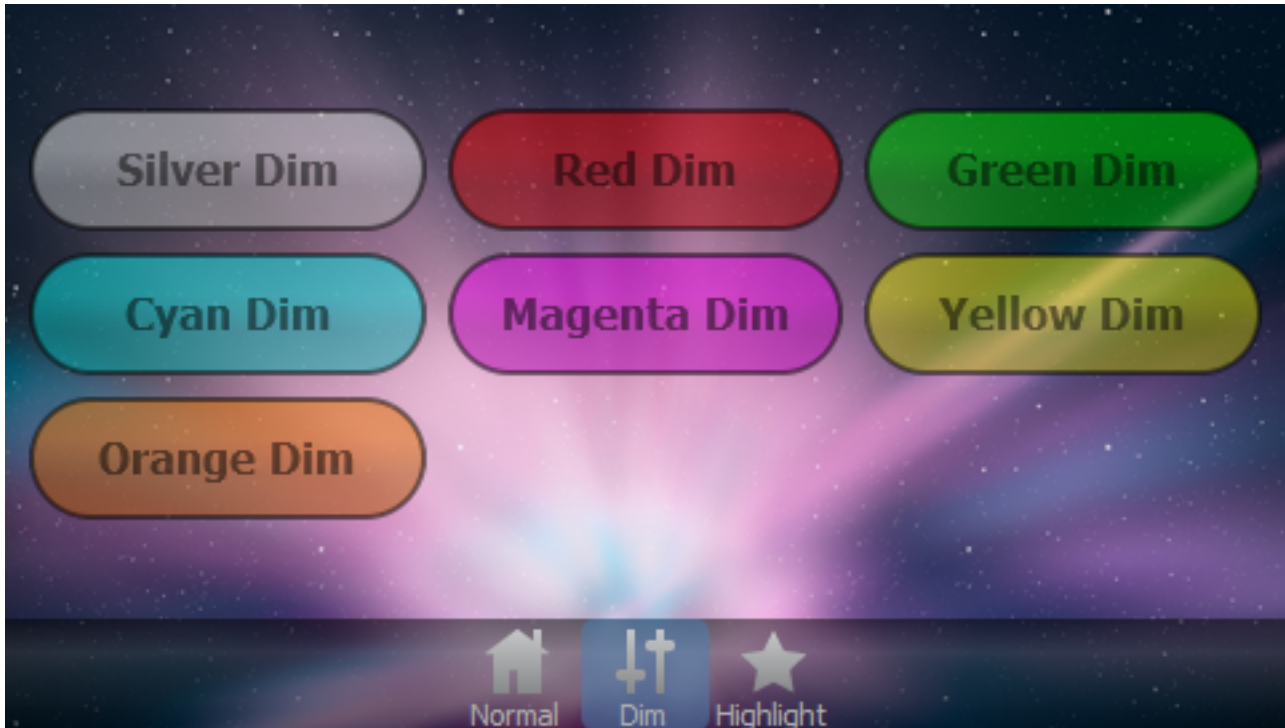 Silver Dim
Red Dim
Green Dim
Cyan Dim
Magenta Dim
Yellow Dim
Orange Dim
Normal
Dim
Highlight